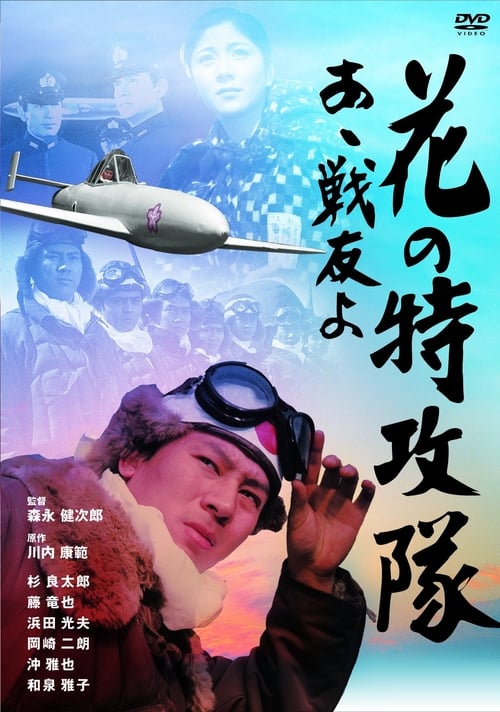 DVD
VIDEO
花の特攻隊
あゝ戦友よ
監督
森永 健次郎
原作
川内 康範
杉 良太郎
藤 竜也
浜田 光夫
岡崎 二朗
沖 雅也
和泉 雅子